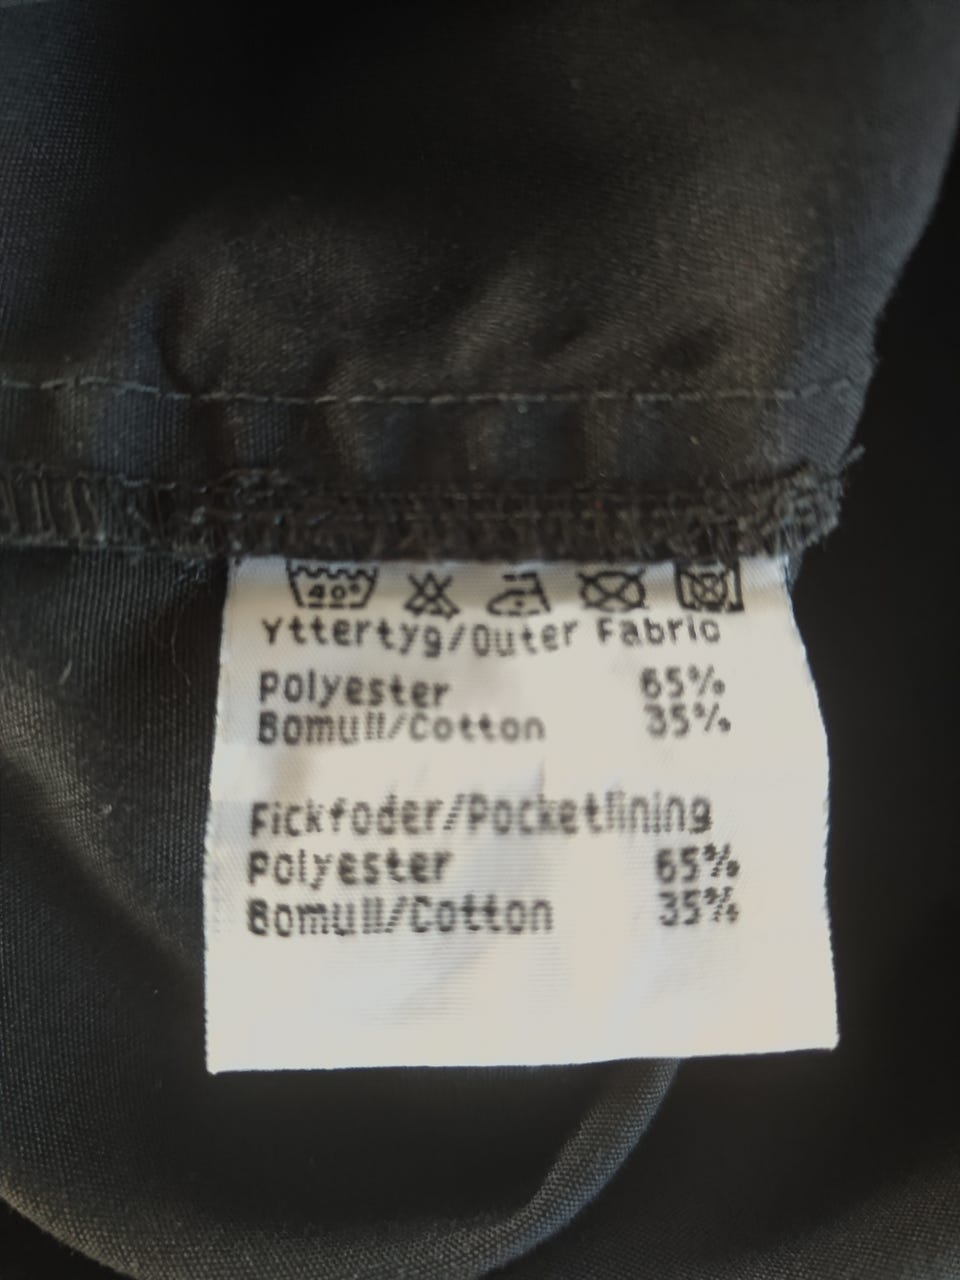 40°
Yttertyg/Outer Fabric
Polyester 65%
Bomull/Cotton 35%
Fickfoder/Pocketlining
Polyester 65%
Bomull/Cotton 35%